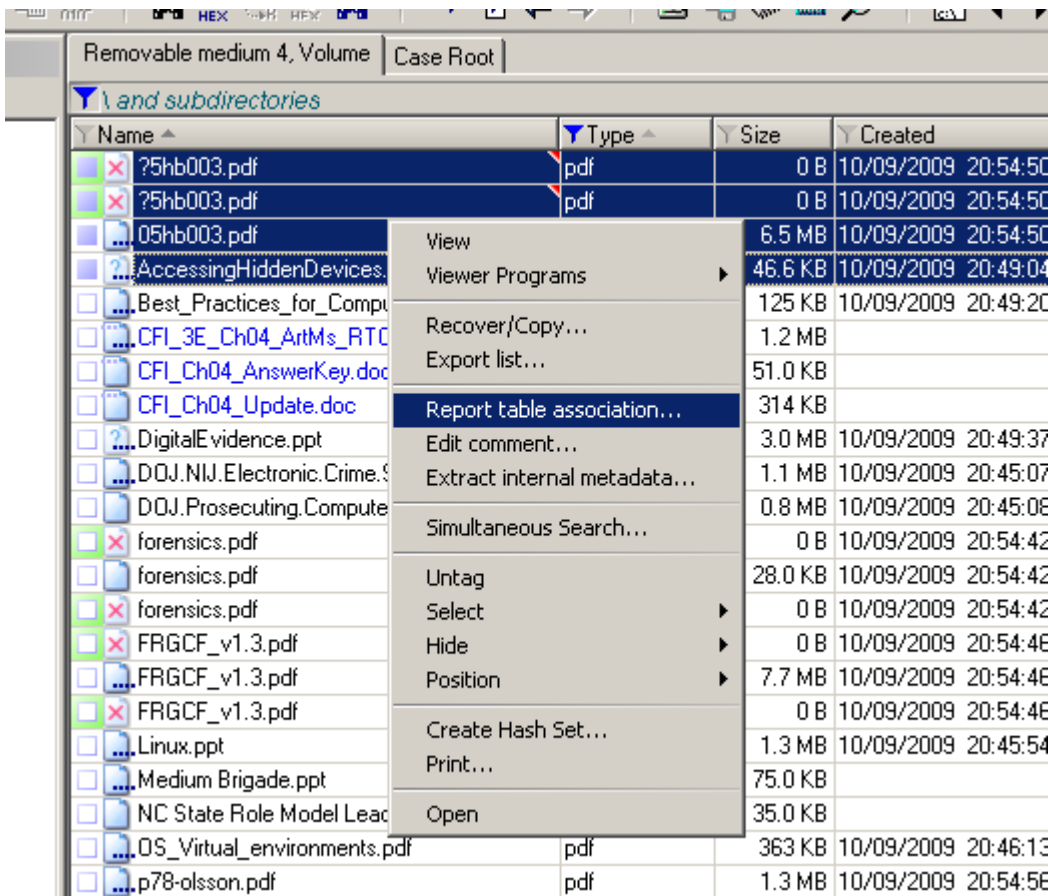 HEX HEX
Removable medium 4, Volume Case Root
\ and subdirectories
Name Type Size Created
?5hb003.pdf pdf 0 B 10/09/2009 20:54:50
?5hb003.pdf pdf 0 B 10/09/2009 20:54:50
05hb003.pdf 6.5 MB 10/09/2009 20:54:50
AccessingHiddenDevices. 46.6 KB 10/09/2009 20:49:04
Best_Practices_for_Compu 125 KB 10/09/2009 20:49:20
CFI_3E_Ch04_ArtMs_RTC 1.2 MB
CFI_Ch04_AnswerKey.doc 51.0 KB
CFI_Ch04_Update.doc 314 KB
DigitalEvidence.ppt 3.0 MB 10/09/2009 20:49:37
DOJ.NIJ.Electronic.Crime. 1.1 MB 10/09/2009 20:45:07
DOJ.Prosecuting.Compute 0.8 MB 10/09/2009 20:45:08
forensics.pdf 0 B 10/09/2009 20:54:42
forensics.pdf 28.0 KB 10/09/2009 20:54:42
forensics.pdf 0 B 10/09/2009 20:54:42
FRGCF_v1.3.pdf 0 B 10/09/2009 20:54:46
FRGCF_v1.3.pdf 7.7 MB 10/09/2009 20:54:46
FRGCF_v1.3.pdf 0 B 10/09/2009 20:54:46
Linux.ppt 1.3 MB 10/09/2009 20:45:54
Medium Brigade.ppt 75.0 KB
NC State Role Model Lead 35.0 KB
OS_Virtual_environments.pdf pdf 363 KB 10/09/2009 20:46:13
p78-olsson.pdf pdf 1.3 MB 10/09/2009 20:54:56
View
Viewer Programs
Recover/Copy...
Export list...
Report table association...
Edit comment...
Extract internal metadata...
Simultaneous Search...
Untag
Select
Hide
Position
Create Hash Set...
Print...
Open